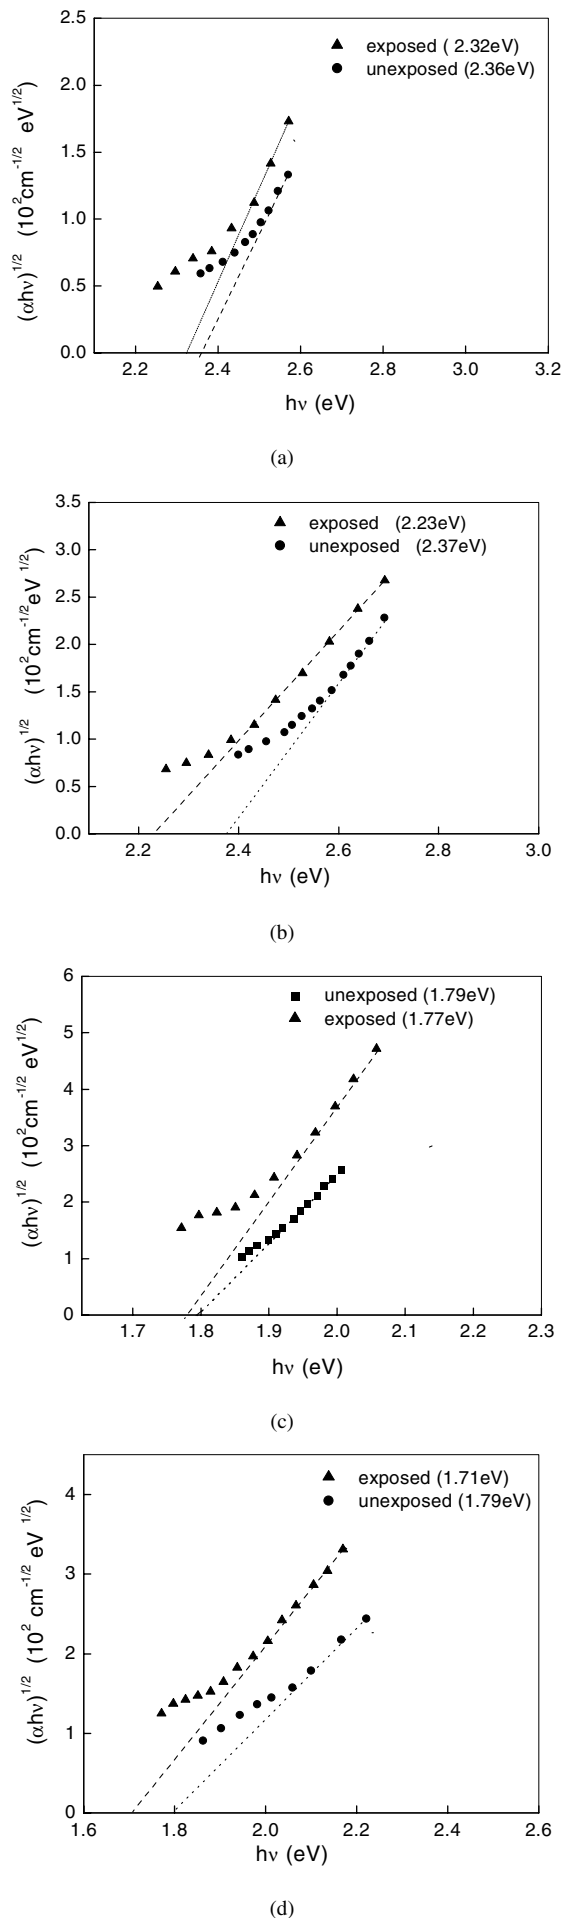 2.5
exposed ( 2.32eV)
unexposed (2.36eV)
2.0
1.5
1.0
0.5
0.0
(αhν)^1/2 (10^2cm^-1/2 eV^1/2)
2.2 2.4 2.6 2.8 3.0 3.2
hν (eV)
(a)
3.5
exposed (2.23eV)
unexposed (2.37eV)
3.0
2.5
2.0
1.5
1.0
0.5
0.0
(αhν)^1/2 (10^2cm^-1/2eV^1/2)
2.2 2.4 2.6 2.8 3.0
hν (eV)
(b)
6
unexposed (1.79eV)
exposed (1.77eV)
5
4
3
2
1
0
(αhν)^1/2 (10^2cm^-1/2 eV^1/2)
1.7 1.8 1.9 2.0 2.1 2.2 2.3
hν (eV)
(c)
exposed (1.71eV)
4
unexposed (1.79eV)
3
2
1
0
(αhν)^1/2 (10^2 cm^-1/2 eV^1/2)
1.6 1.8 2.0 2.2 2.4 2.6
hν (eV)
(d)